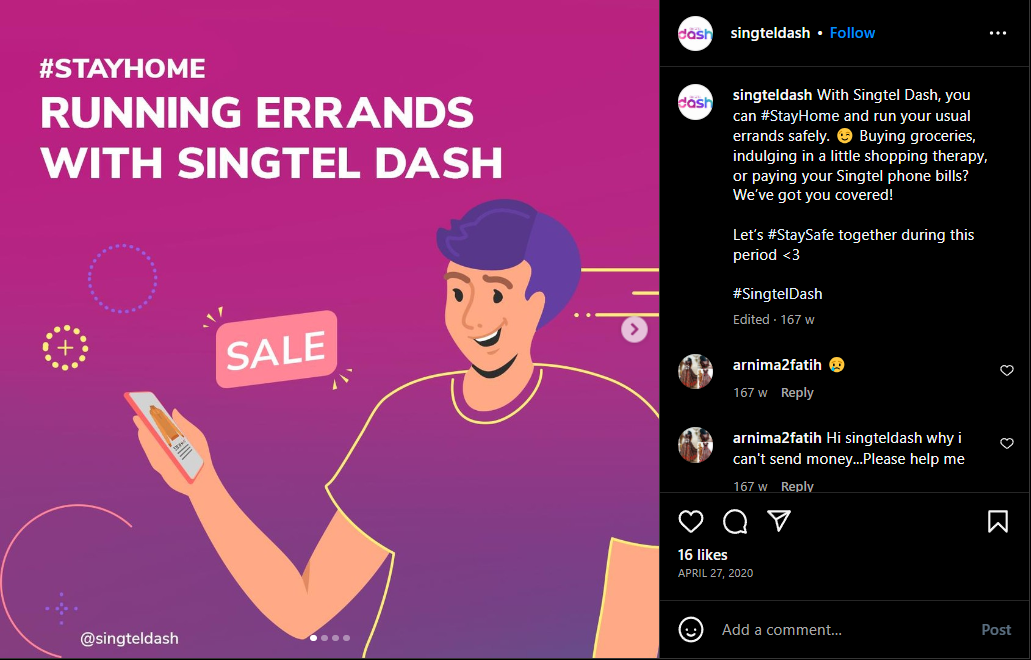 #STAYHOME
RUNNING ERRANDS
WITH SINGTEL DASH
SALE
@singteldash
dash
singteldash • Follow
dash
singteldash With Singtel Dash, you
can #StayHome and run your usual
errands safely. 😉 Buying groceries,
indulging in a little shopping therapy,
or paying your Singtel phone bills?
We've got you covered!
Let's #StaySafe together during this
period <3
#SingtelDash
Edited · 167 w
arnima2fatih 😥
167 w Reply
arnima2fatih Hi singteldash why i
can't send money...Please help me
167 w Reply
16 likes
APRIL 27, 2020
Add a comment...
Post